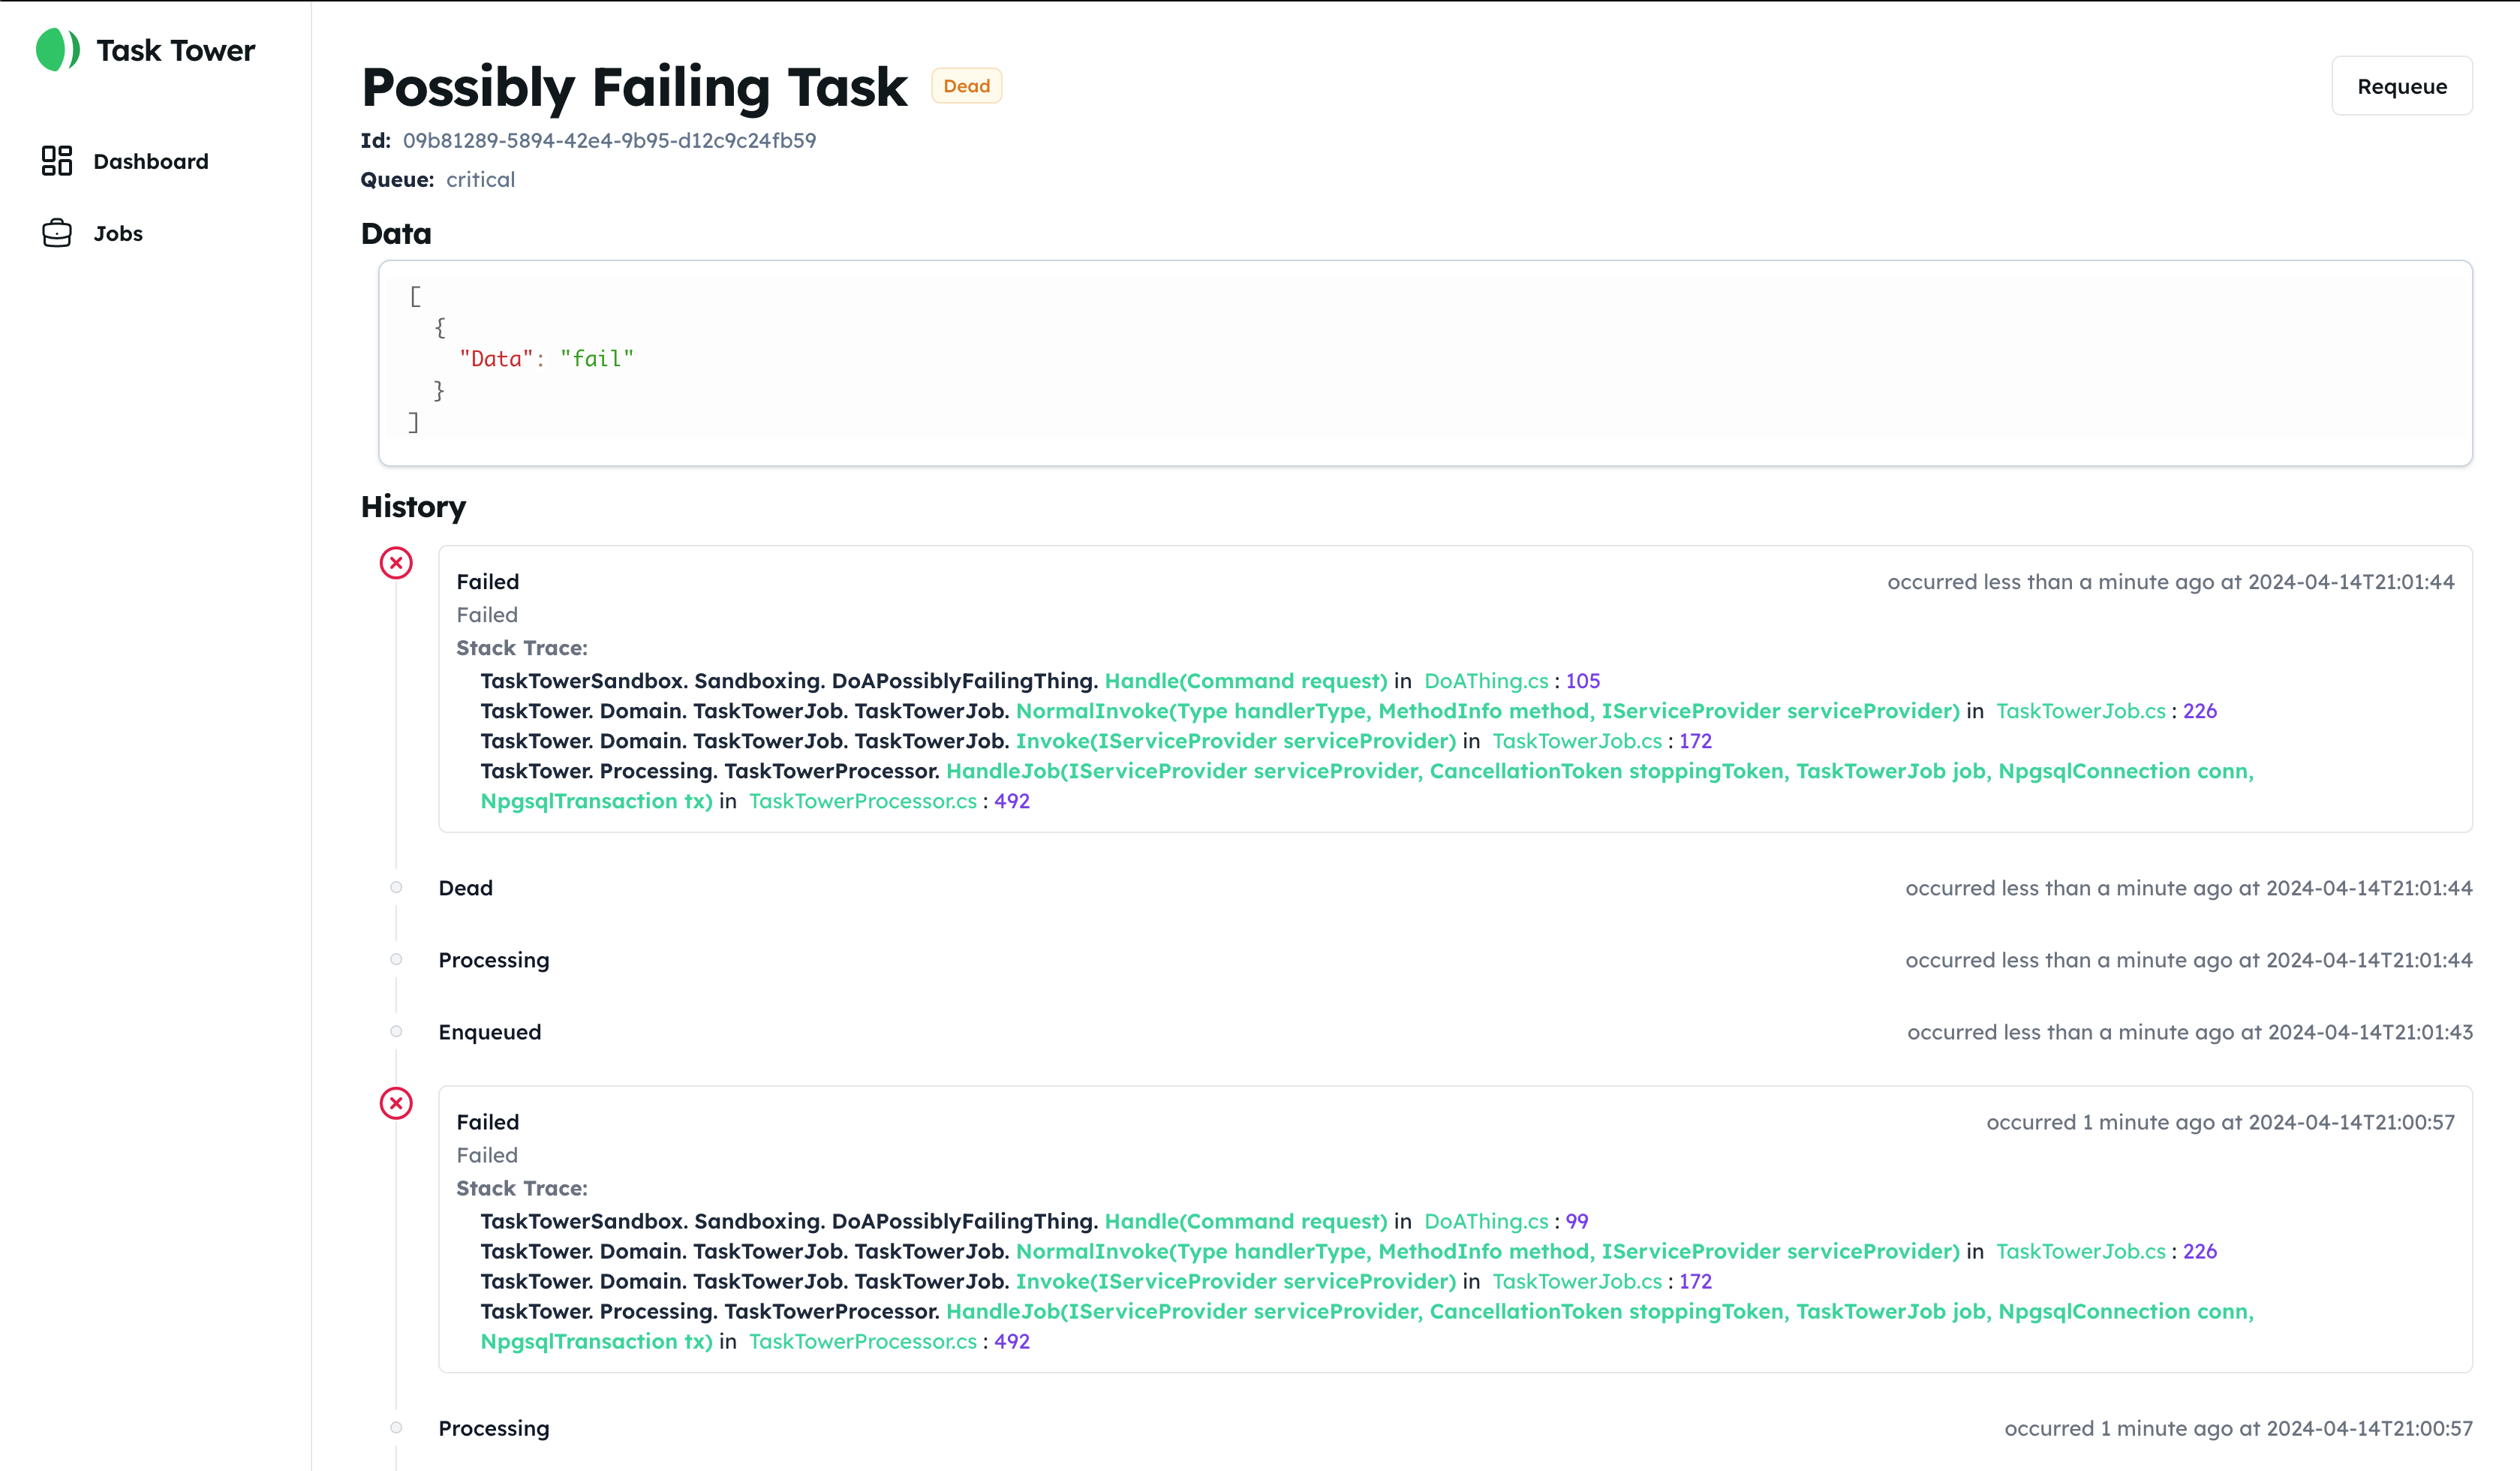 Task Tower
Dashboard
Jobs
Possibly Failing Task
Dead
Requeue
Id: 09b81289-5894-42e4-9b95-d12c9c24fb59
Queue: critical
Data
[
{
"Data": "fail"
}
]
History
Failed
occurred less than a minute ago at 2024-04-14T21:01:44
Failed
Stack Trace:
TaskTowerSandbox. Sandboxing. DoAPossiblyFailingThing. Handle(Command request) in DoAThing.cs : 105
TaskTower. Domain. TaskTowerJob. TaskTowerJob. NormalInvoke(Type handlerType, MethodInfo method, IServiceProvider serviceProvider) in TaskTowerJob.cs : 226
TaskTower. Domain. TaskTowerJob. TaskTowerJob. Invoke(IServiceProvider serviceProvider) in TaskTowerJob.cs : 172
TaskTower. Processing. TaskTowerProcessor. HandleJob(IServiceProvider serviceProvider, CancellationToken stoppingToken, TaskTowerJob job, NpgsqlConnection conn,
NpgsqlTransaction tx) in TaskTowerProcessor.cs : 492
Dead
occurred less than a minute ago at 2024-04-14T21:01:44
Processing
occurred less than a minute ago at 2024-04-14T21:01:44
Enqueued
occurred less than a minute ago at 2024-04-14T21:01:43
Failed
occurred 1 minute ago at 2024-04-14T21:00:57
Failed
Stack Trace:
TaskTowerSandbox. Sandboxing. DoAPossiblyFailingThing. Handle(Command request) in DoAThing.cs : 99
TaskTower. Domain. TaskTowerJob. TaskTowerJob. NormalInvoke(Type handlerType, MethodInfo method, IServiceProvider serviceProvider) in TaskTowerJob.cs : 226
TaskTower. Domain. TaskTowerJob. TaskTowerJob. Invoke(IServiceProvider serviceProvider) in TaskTowerJob.cs : 172
TaskTower. Processing. TaskTowerProcessor. HandleJob(IServiceProvider serviceProvider, CancellationToken stoppingToken, TaskTowerJob job, NpgsqlConnection conn,
NpgsqlTransaction tx) in TaskTowerProcessor.cs : 492
Processing
occurred 1 minute ago at 2024-04-14T21:00:57